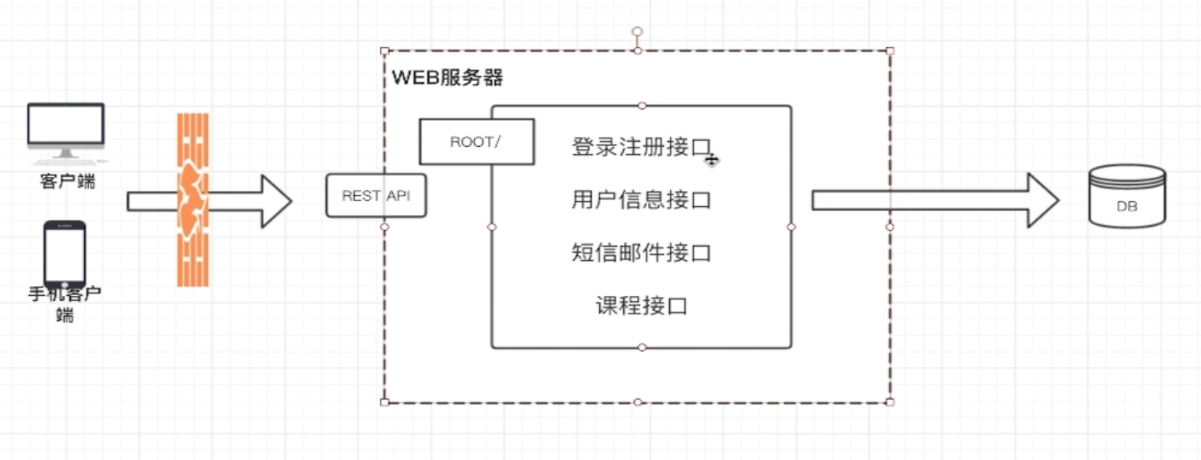 WEB服务器
ROOT/
登录注册接口
客户端
REST API
用户信息接口
DB
短信邮件接口
手机客户
端
课程接口